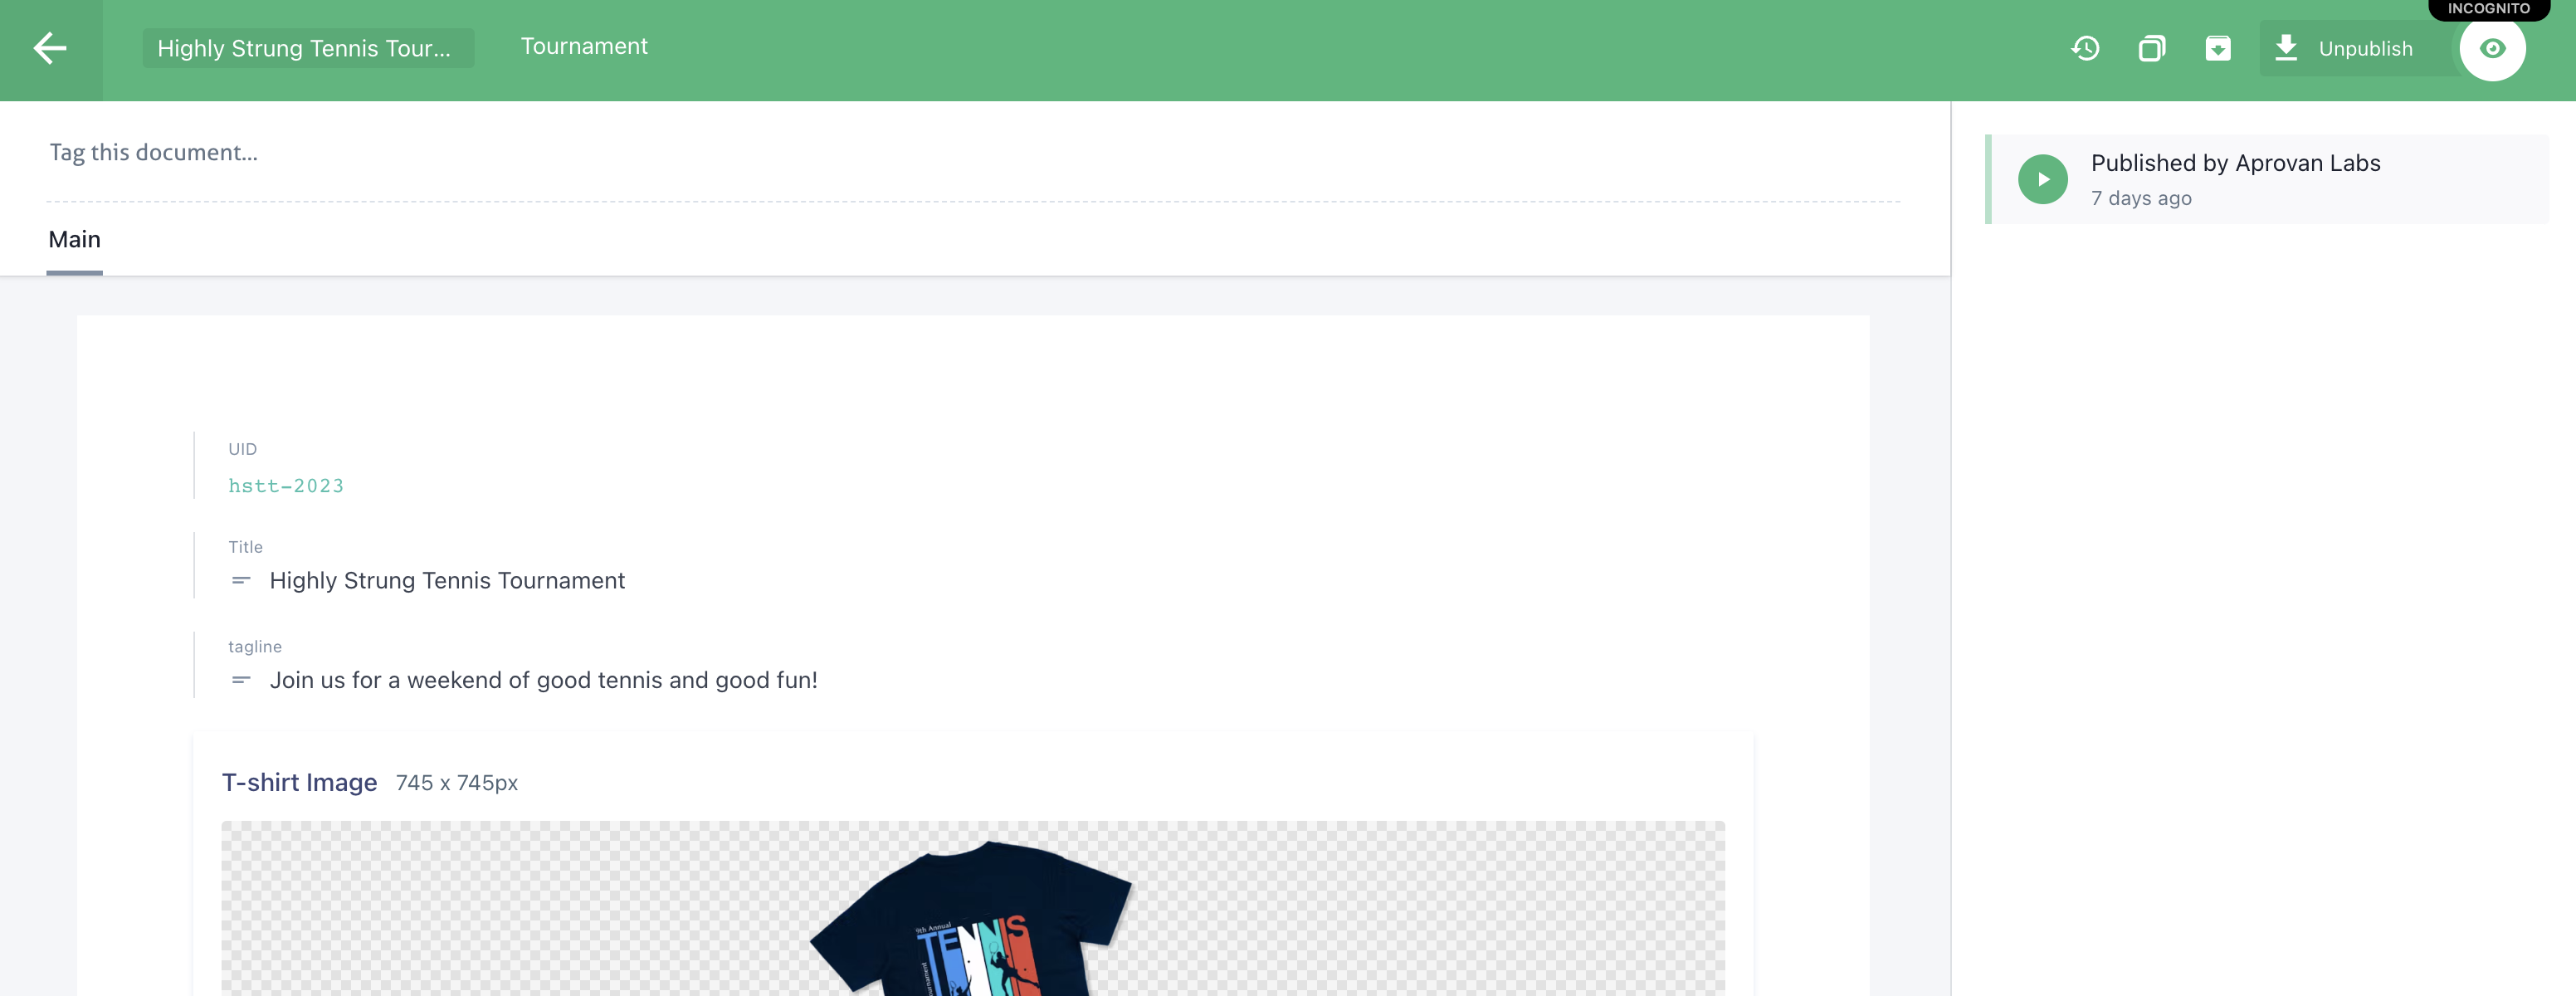 INCOGNITO
Highly Strung Tennis Tour...
Tournament
Unpublish
Tag this document...
Published by Aprovan Labs
7 days ago
Main
UID
hstt-2023
Title
Highly Strung Tennis Tournament
tagline
Join us for a weekend of good tennis and good fun!
T-shirt Image 745 x 745px
9th Annual
TENNIS